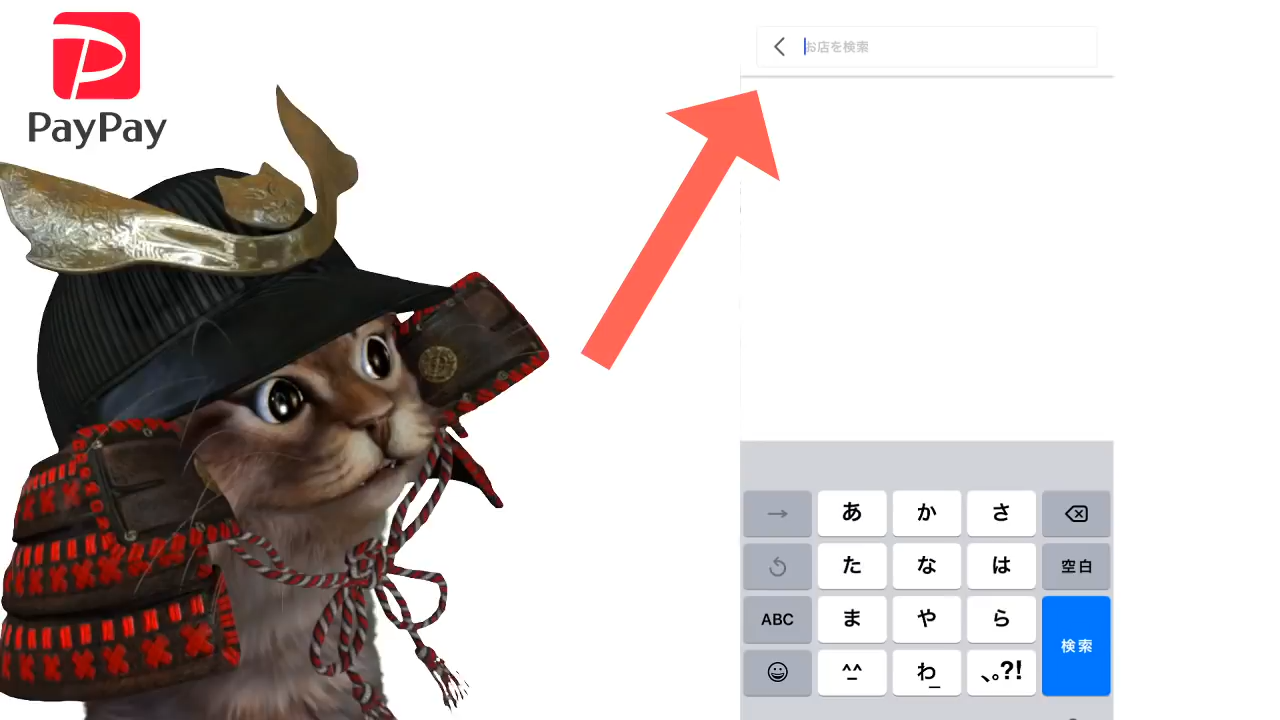 PayPay
お店を検索
→ あ か さ
た な は 空白
ABC ま や ら 検索
^^ わ_ 、。?!